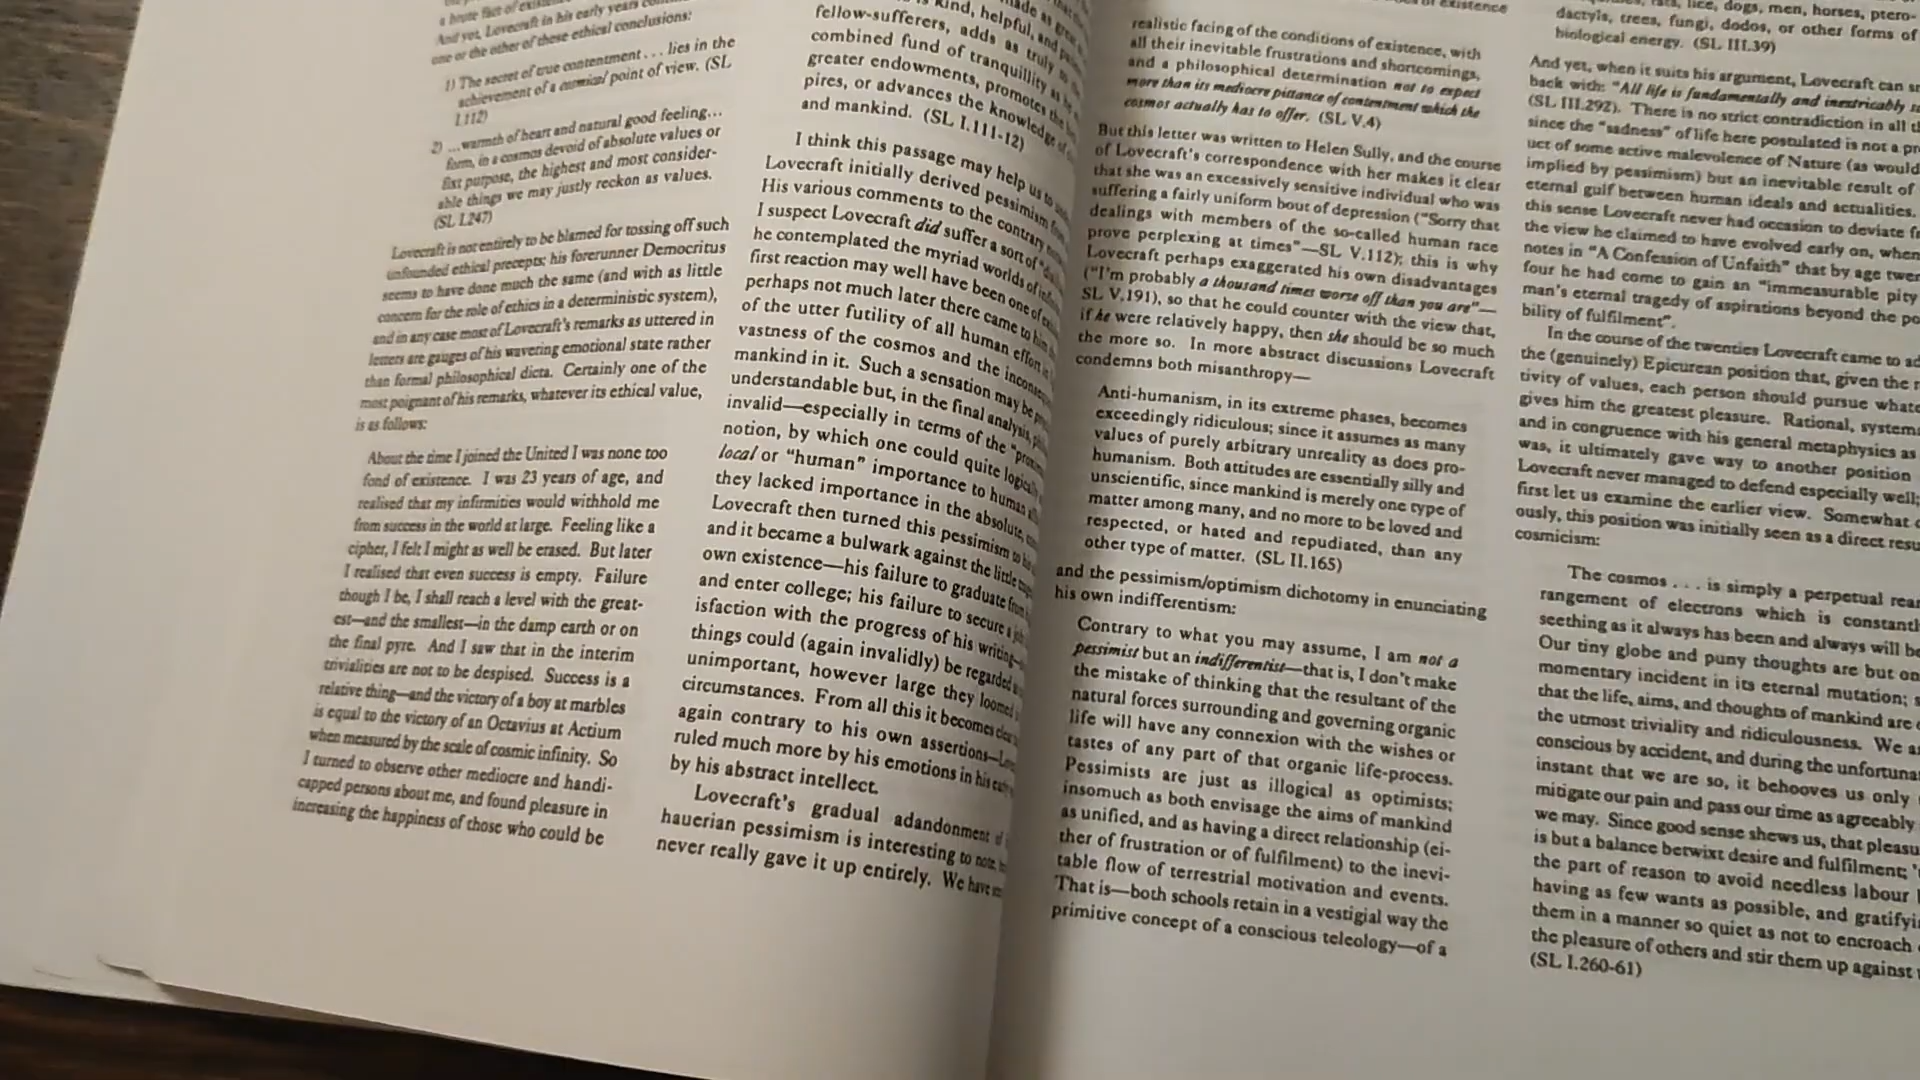 a brute fact of existence
And yet, Lovecraft in his early years
one or the other of these ethical conclusions:
1) The secret of true contentment . . . lies in the
achievement of a cosmical point of view. (SL
I.112)
2) ...warmth of heart and natural good feeling...
form, in a cosmos devoid of absolute values or
fixt purpose, the highest and most consider-
able things we may justly reckon as values.
(SL I.247)
Lovecraft is not entirely to be blamed for tossing off such
unfounded ethical precepts; his forerunner Democritus
seems to have done much the same (and with as little
concern for the role of ethics in a deterministic system),
and in any case most of Lovecraft's remarks as uttered in
letters are gauges of his wavering emotional state rather
than formal philosophical dicta. Certainly one of the
most poignant of his remarks, whatever its ethical value,
is as follows:
About the time I joined the United I was none too
fond of existence. I was 23 years of age, and
realised that my infirmities would withhold me
from success in the world at large. Feeling like a
cipher, I felt I might as well be erased. But later
I realised that even success is empty. Failure
though I be, I shall reach a level with the great-
est—and the smallest—in the damp earth or on
the final pyre. And I saw that in the interim
trivialities are not to be despised. Success is a
relative thing—and the victory of a boy at marbles
is equal to the victory of an Octavius at Actium
when measured by the scale of cosmic infinity. So
I turned to observe other mediocre and handi-
capped persons about me, and found pleasure in
increasing the happiness of those who could be
is kind, helpful, and
fellow-sufferers, adds as truly to the
combined fund of tranquillity as he
greater endowments, promotes the
pires, or advances the knowledge of
and mankind. (SL I.111-12)
I think this passage may help us to
Lovecraft initially derived pessimism from
His various comments to the contrary
I suspect Lovecraft did suffer a sort of
he contemplated the myriad worlds of
first reaction may well have been one of
perhaps not much later there came to him
of the utter futility of all human effort in
vastness of the cosmos and the
mankind in it. Such a sensation may be
understandable but, in the final analysis,
invalid—especially in terms of the
notion, by which one could quite logically
local or "human" importance to human
they lacked importance in the absolute,
Lovecraft then turned this pessimism to his
and it became a bulwark against the little
own existence—his failure to graduate from
and enter college; his failure to secure a
isfaction with the progress of his writing—
things could (again invalidly) be regarded
unimportant, however large they loomed
circumstances. From all this it becomes clear
again contrary to his own assertions—
ruled much more by his emotions in his
by his abstract intellect.
Lovecraft's gradual adandonment of
hauerian pessimism is interesting to note,
never really gave it up entirely. We have
of existence
realistic facing of the conditions of existence, with
all their inevitable frustrations and shortcomings,
and a philosophical determination not to expect
more than its mediocre pittance of contentment which the
cosmos actually has to offer. (SL V.4)
But this letter was written to Helen Sully, and the course
of Lovecraft's correspondence with her makes it clear
that she was an excessively sensitive individual who was
suffering a fairly uniform bout of depression ("Sorry that
dealings with members of the so-called human race
prove perplexing at times"—SL V.112); this is why
Lovecraft perhaps exaggerated his own disadvantages
("I'm probably a thousand times worse off than you are"—
SL V.191), so that he could counter with the view that,
if he were relatively happy, then she should be so much
the more so. In more abstract discussions Lovecraft
condemns both misanthropy—
Anti-humanism, in its extreme phases, becomes
exceedingly ridiculous; since it assumes as many
values of purely arbitrary unreality as does pro-
humanism. Both attitudes are essentially silly and
unscientific, since mankind is merely one type of
matter among many, and no more to be loved and
respected, or hated and repudiated, than any
other type of matter. (SL II.165)
and the pessimism/optimism dichotomy in enunciating
his own indifferentism:
Contrary to what you may assume, I am not a
pessimist but an indifferentist—that is, I don't make
the mistake of thinking that the resultant of the
natural forces surrounding and governing organic
life will have any connexion with the wishes or
tastes of any part of that organic life-process.
Pessimists are just as illogical as optimists;
insomuch as both envisage the aims of mankind
as unified, and as having a direct relationship (ei-
ther of frustration or of fulfilment) to the inevi-
table flow of terrestrial motivation and events.
That is—both schools retain in a vestigial way the
primitive concept of a conscious teleology—of a
lice, dogs, men, horses, ptero-
dactyls, trees, fungi, dodos, or other forms of
biological energy. (SL III.39)
And yet, when it suits his argument, Lovecraft can
back with: "All life is fundamentally and inextricably
(SL III.292). There is no strict contradiction in all
since the "sadness" of life here postulated is not a
uct of some active malevolence of Nature (as would
implied by pessimism) but an inevitable result of
eternal gulf between human ideals and actualities.
this sense Lovecraft never had occasion to deviate
the view he claimed to have evolved early on, when
notes in "A Confession of Unfaith" that by age
four he had come to gain an "immeasurable pity
man's eternal tragedy of aspirations beyond the
bility of fulfilment".
In the course of the twenties Lovecraft came to
the (genuinely) Epicurean position that, given the
tivity of values, each person should pursue
gives him the greatest pleasure. Rational,
and in congruence with his general metaphysics as
was, it ultimately gave way to another position
Lovecraft never managed to defend especially well;
first let us examine the earlier view. Somewhat
ously, this position was initially seen as a direct
cosmicism:
The cosmos . . . is simply a perpetual
rangement of electrons which is constantly
seething as it always has been and always will
Our tiny globe and puny thoughts are but
momentary incident in its eternal mutation;
that the life, aims, and thoughts of mankind are
the utmost triviality and ridiculousness. We
conscious by accident, and during the
instant that we are so, it behooves us only
mitigate our pain and pass our time as agreeably
we may. Since good sense shews us, that
is but a balance betwixt desire and fulfilment;
the part of reason to avoid needless labour
having as few wants as possible, and
them in a manner so quiet as not to encroach
the pleasure of others and stir them up against
(SL I.260-61)